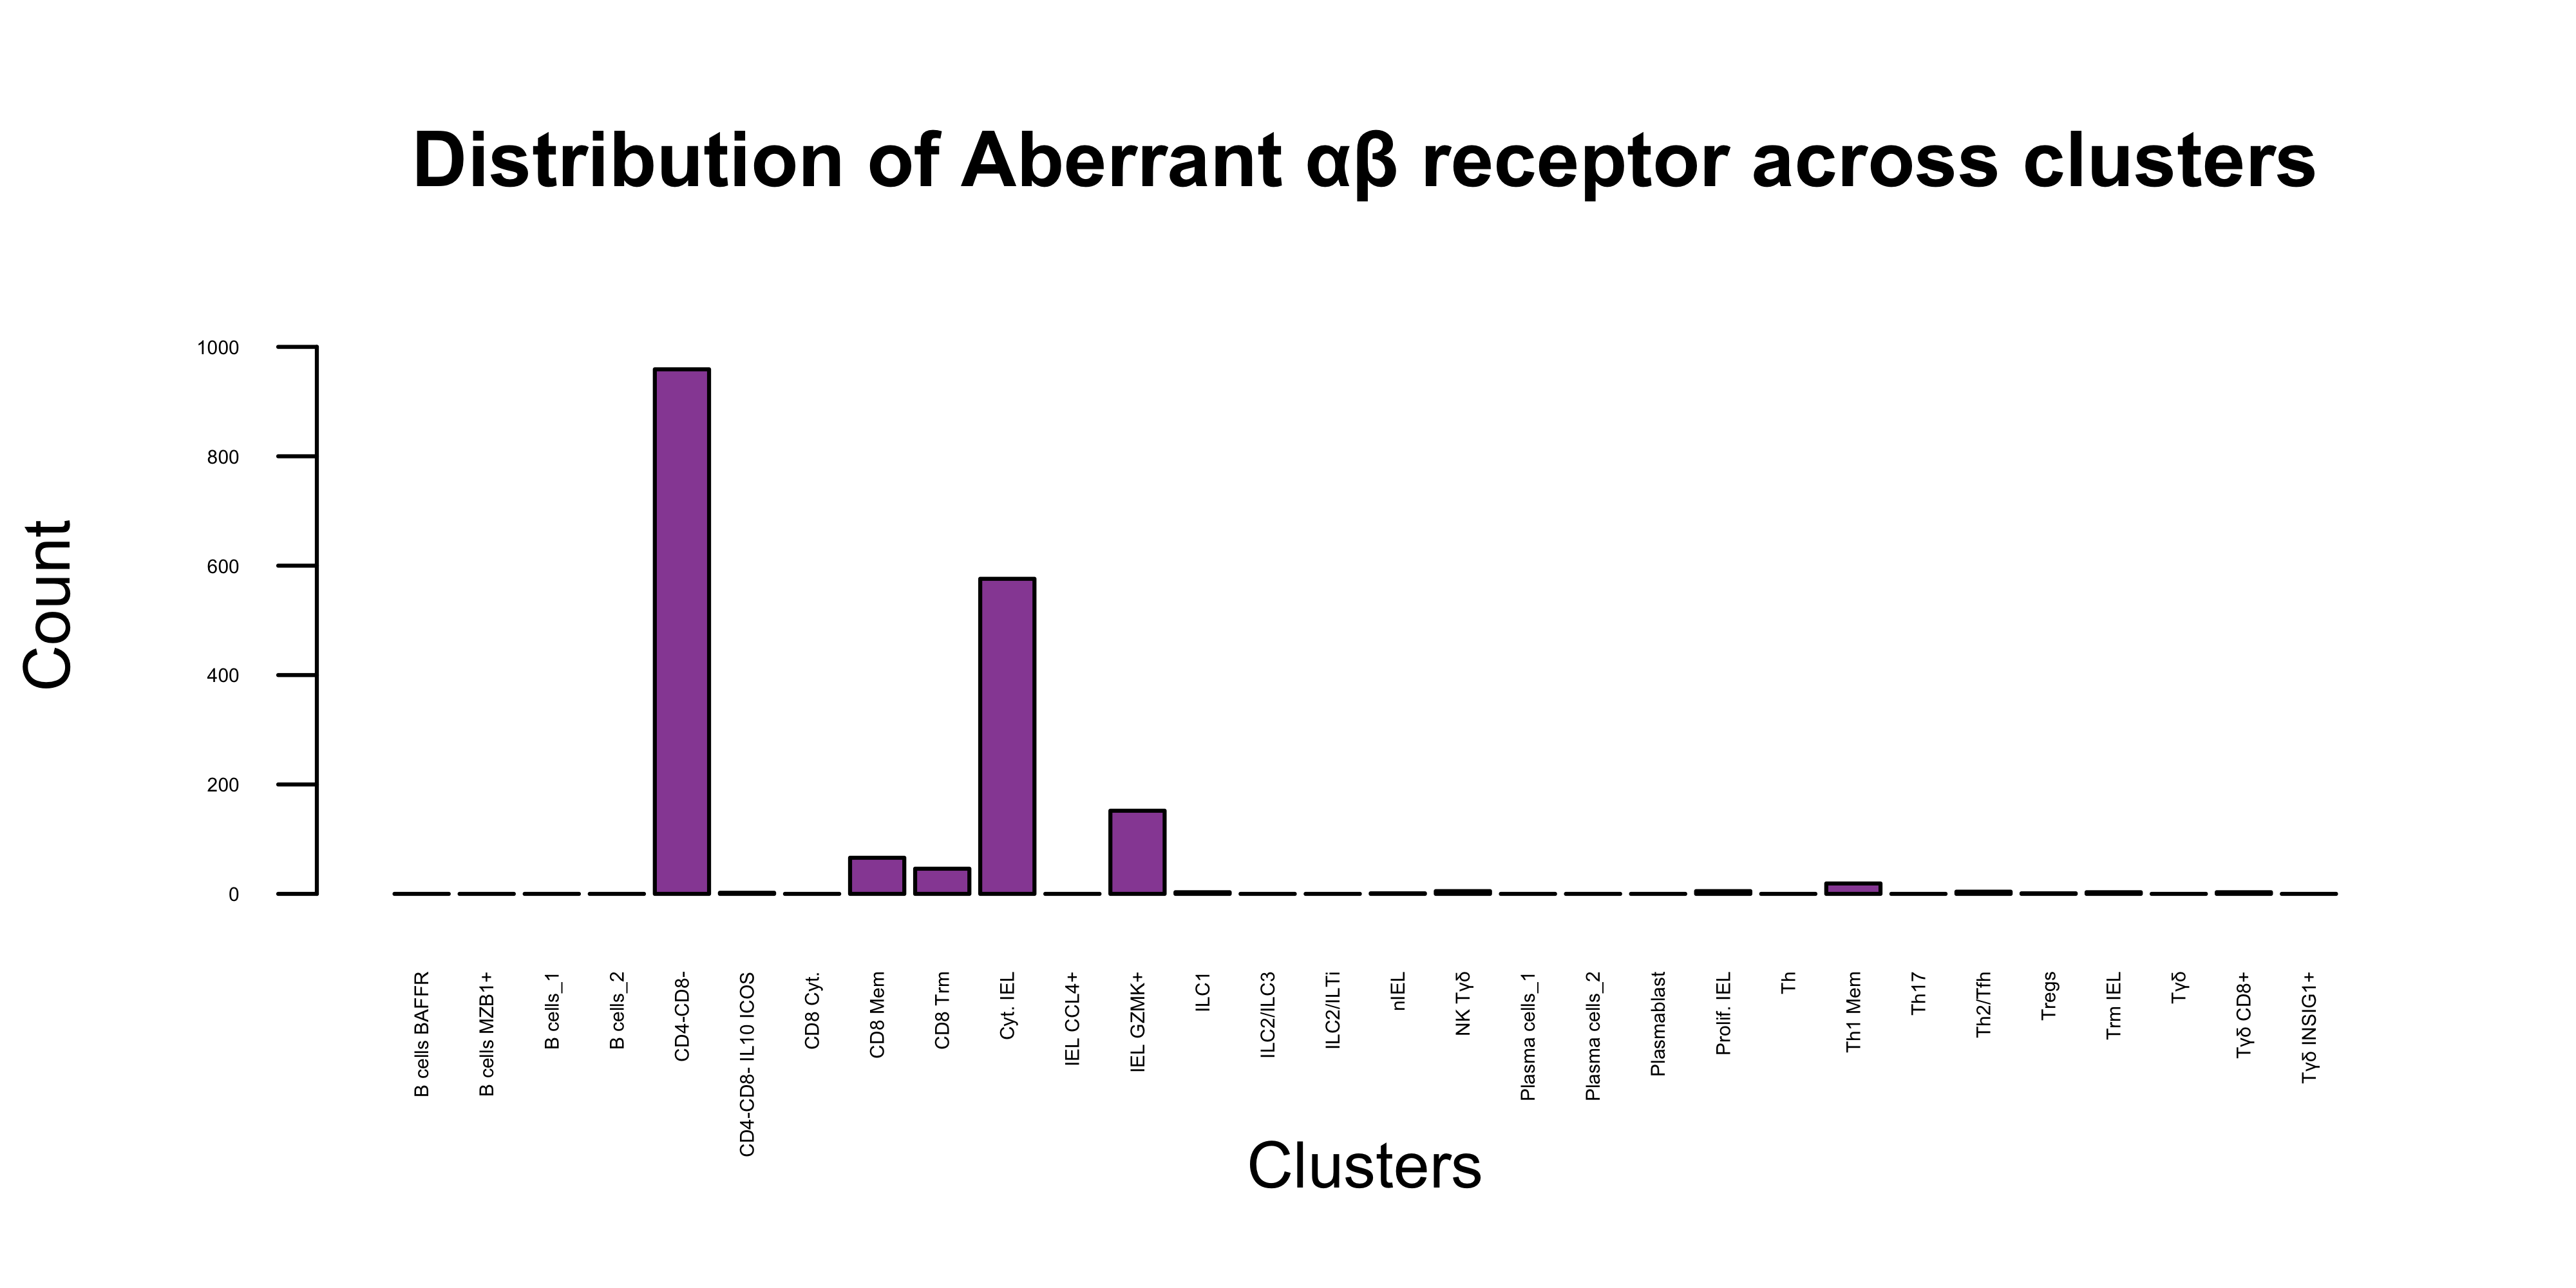 Distribution of Aberrant αβ receptor across clusters
Count
1000
800
600
400
200
0
B cells BAFFR
B cells MZB1+
B cells_1
B cells_2
CD4-CD8-
CD4-CD8- IL10 ICOS
CD8 Cyt.
CD8 Mem
CD8 Trm
Cyt. IEL
IEL CCL4+
IEL GZMK+
ILC1
ILC2/ILC3
ILC2/ILTi
nIEL
NK Tγδ
Plasma cells_1
Plasma cells_2
Plasmablast
Prolif. IEL
Th
Th1 Mem
Th17
Th2/Tfh
Tregs
Trm IEL
Tγδ
Tγδ CD8+
Tγδ INSIG1+
Clusters